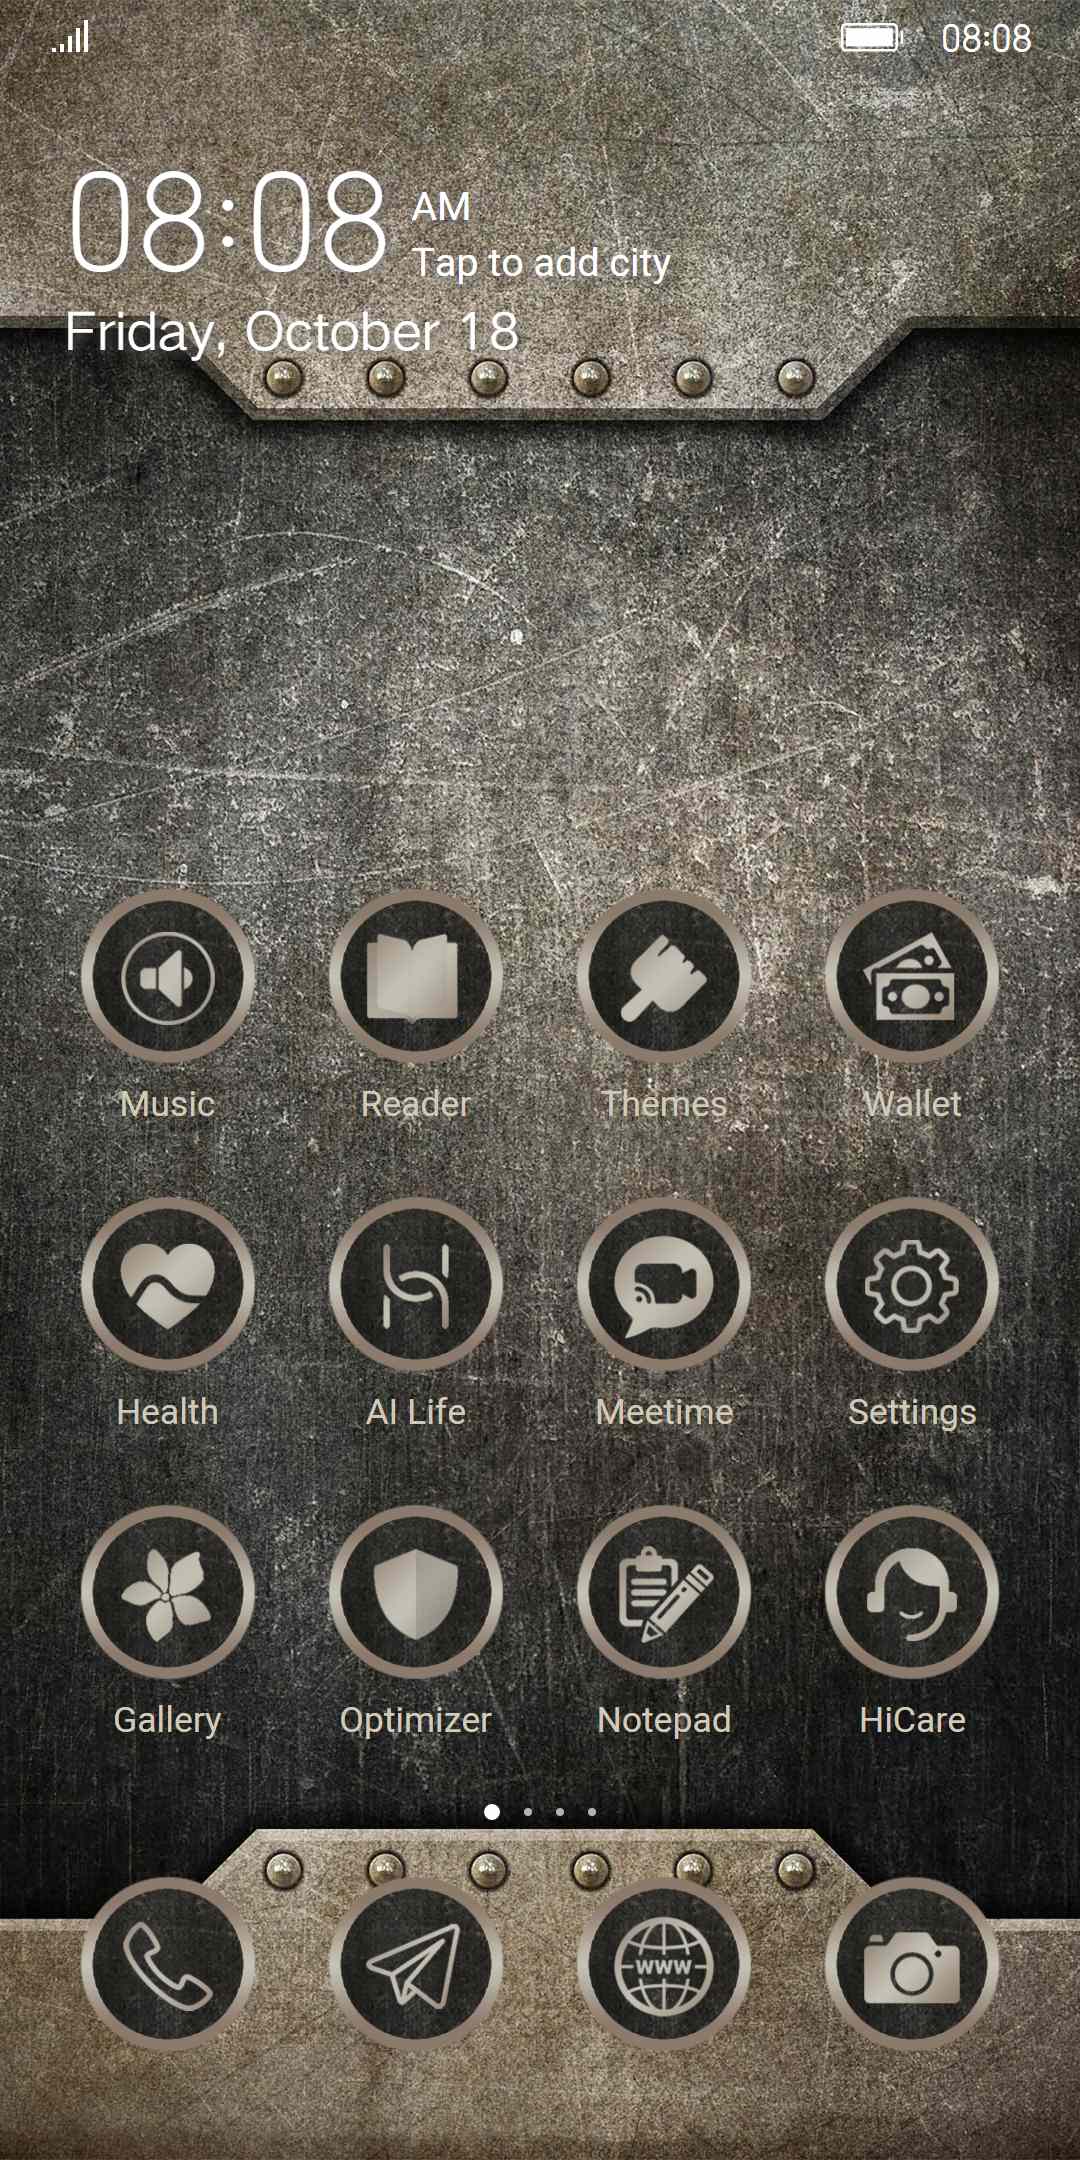 08:08
08:08 AM
Tap to add city
Friday, October 18
Music Reader Themes Wallet
Health AI Life Meetime Settings
Gallery Optimizer Notepad HiCare
www